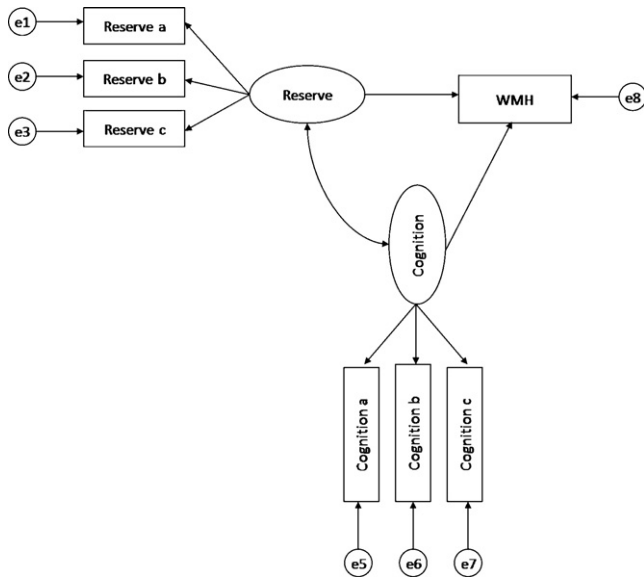 e1
Reserve a
e2
Reserve b
e3
Reserve c
Reserve
WMH
e8
Cognition
Cognition a
Cognition b
Cognition c
e5
e6
e7